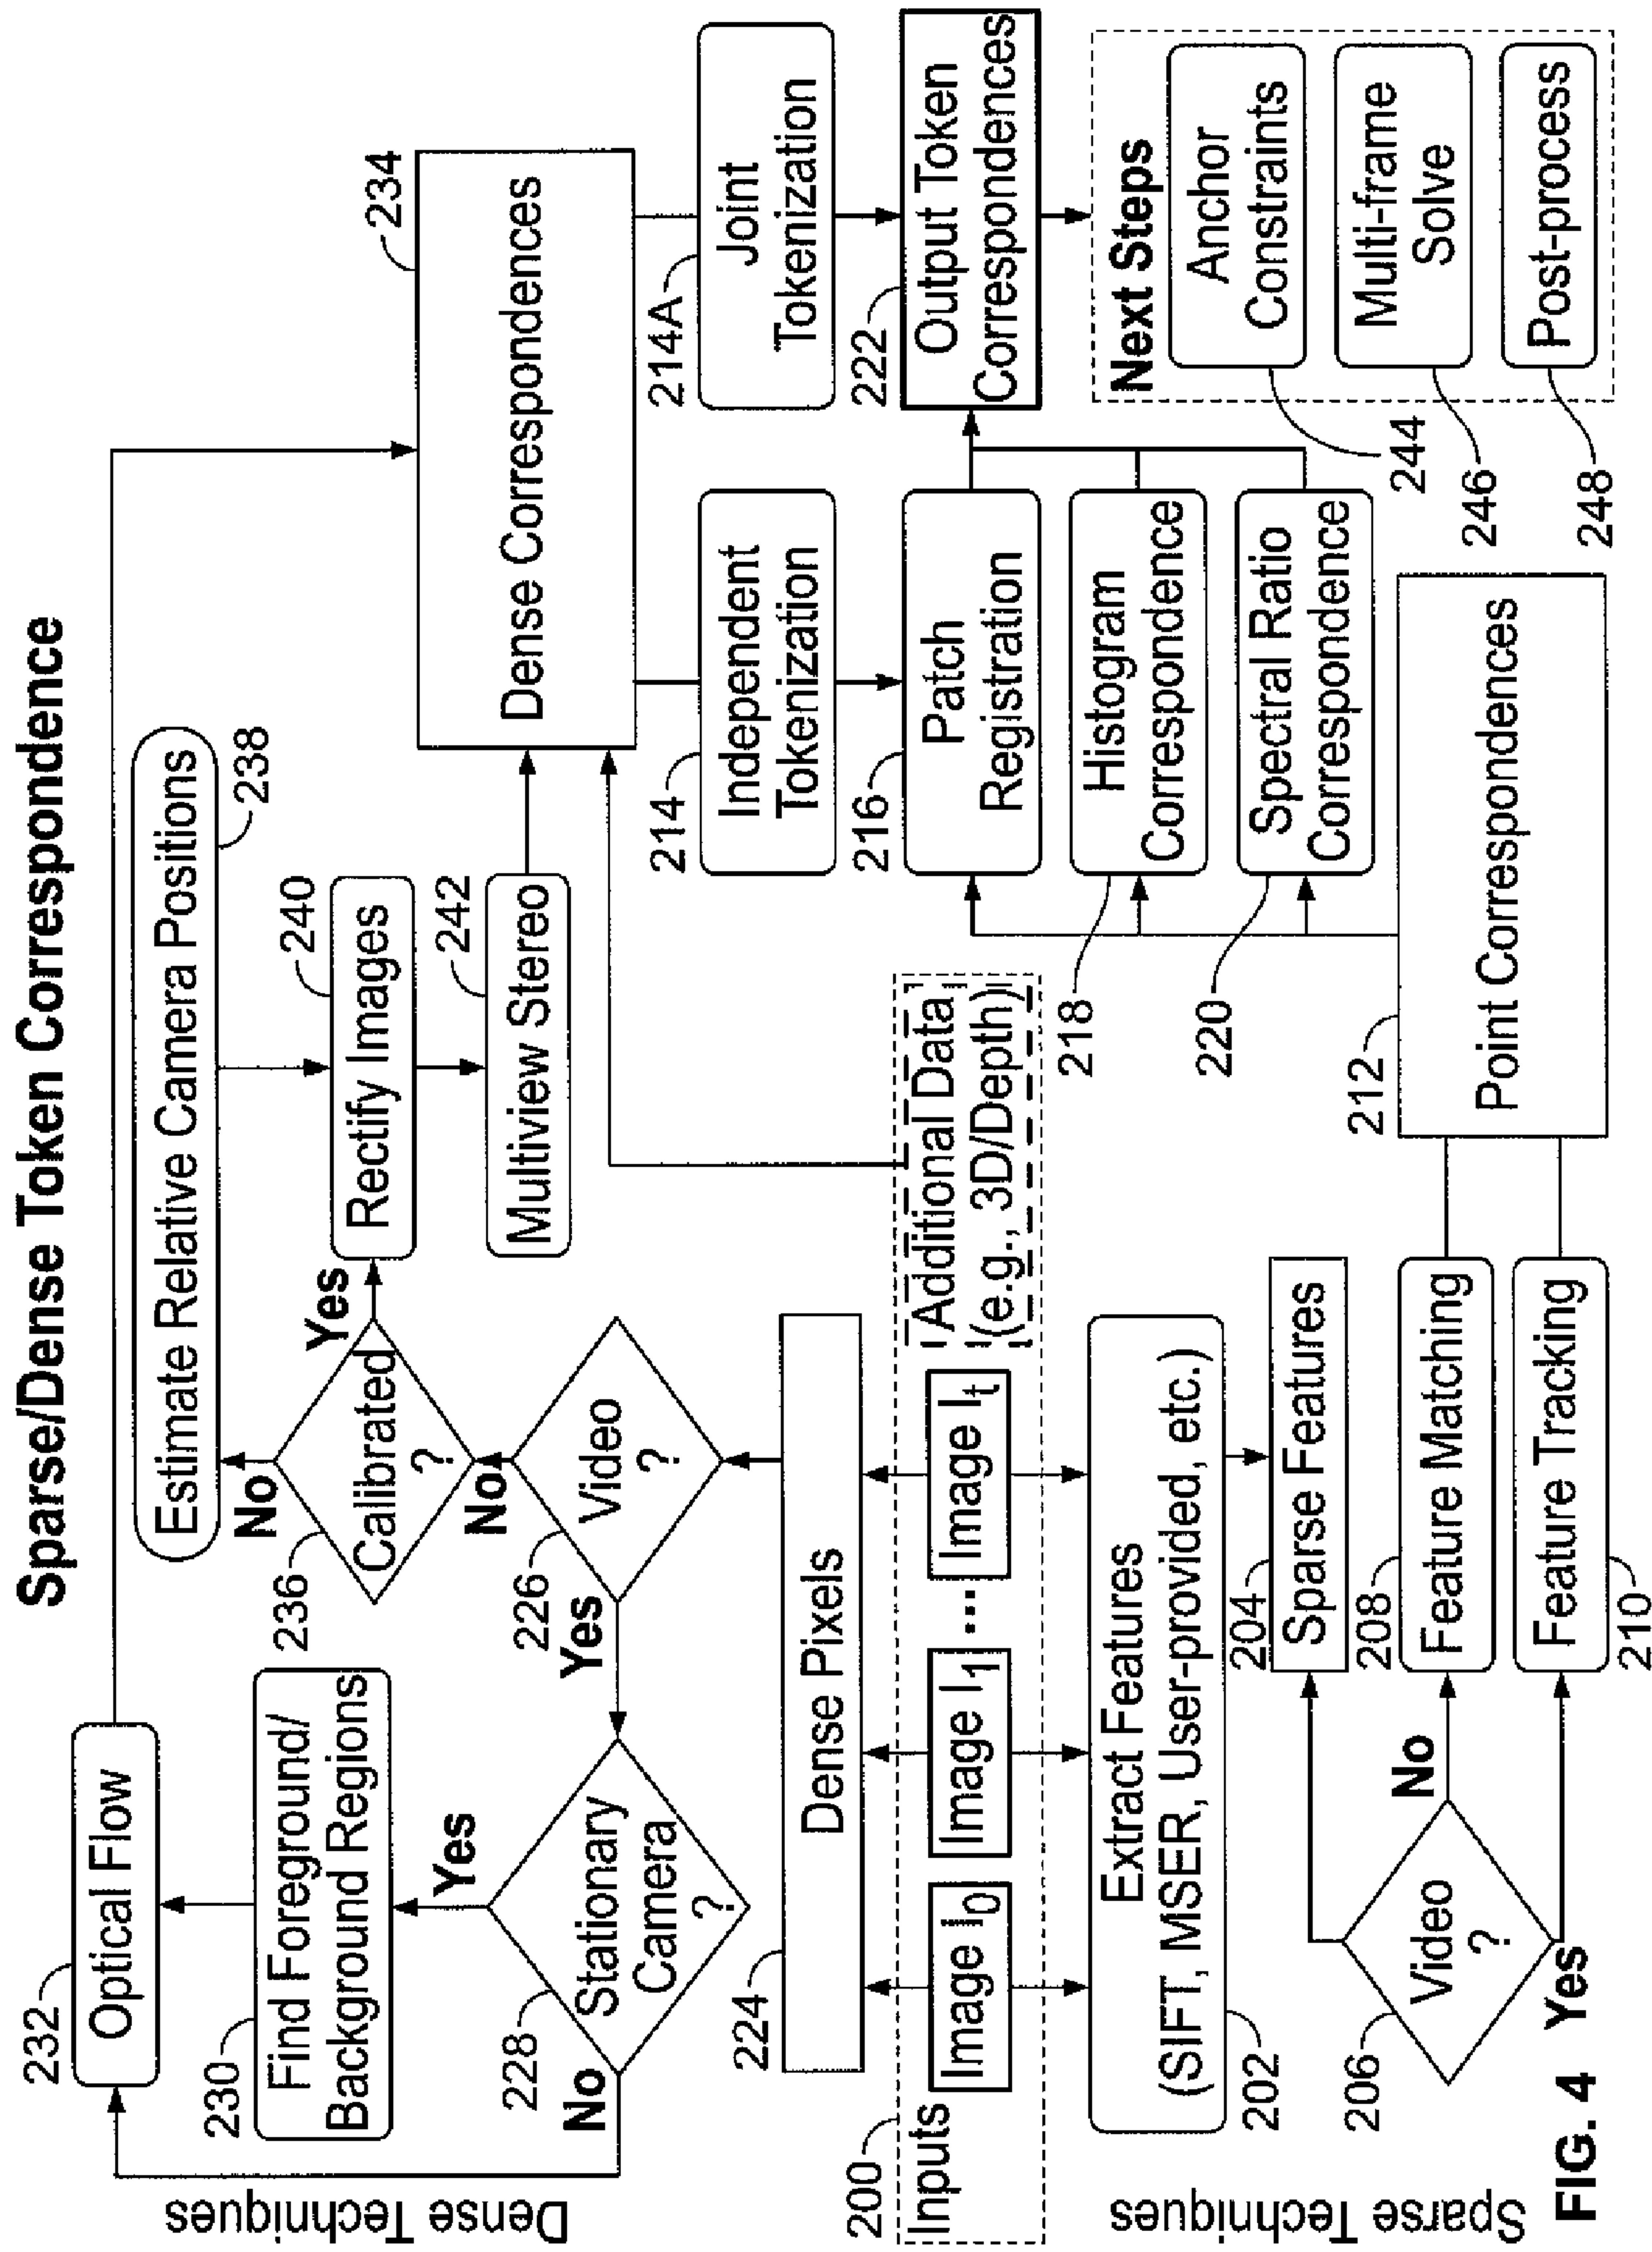 Sparse/Dense Token Correspondence
Dense Techniques
232
Optical Flow
230
Find Foreground/
Background Regions
Yes
228
Stationary
Camera
?
No
Estimate Relative Camera Positions
238
No
236
Calibrated
?
Yes
240
Rectify Images
242
Multiview Stereo
No
226
Video
?
Yes
234
Dense Correspondences
224
Dense Pixels
214
Independent
Tokenization
214A
Joint
Tokenization
200
Inputs
Image I0
Image I1
...
Image It
Additional Data
(e.g., 3D/Depth)
216
Patch
Registration
218
Histogram
Correspondence
220
Spectral Ratio
Correspondence
222
Output Token
Correspondences
Next Steps
Anchor
Constraints
244
Multi-frame
Solve
246
Post-process
248
Sparse Techniques
Extract Features
(SIFT, MSER, User-provided, etc.)
202
204
Sparse Features
206
Video
?
No
Yes
208
Feature Matching
Feature Tracking
210
212
Point Correspondences
FIG. 4